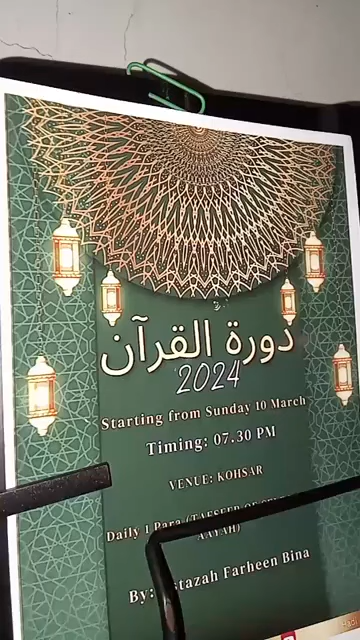 دورة القرآن
2024
Starting from Sunday 10 March
Timing: 07.30 PM
VENUE: KOHSAR
Daily 1 Para (TAFSEER OF
AAYAH)
By: Farheen Bina